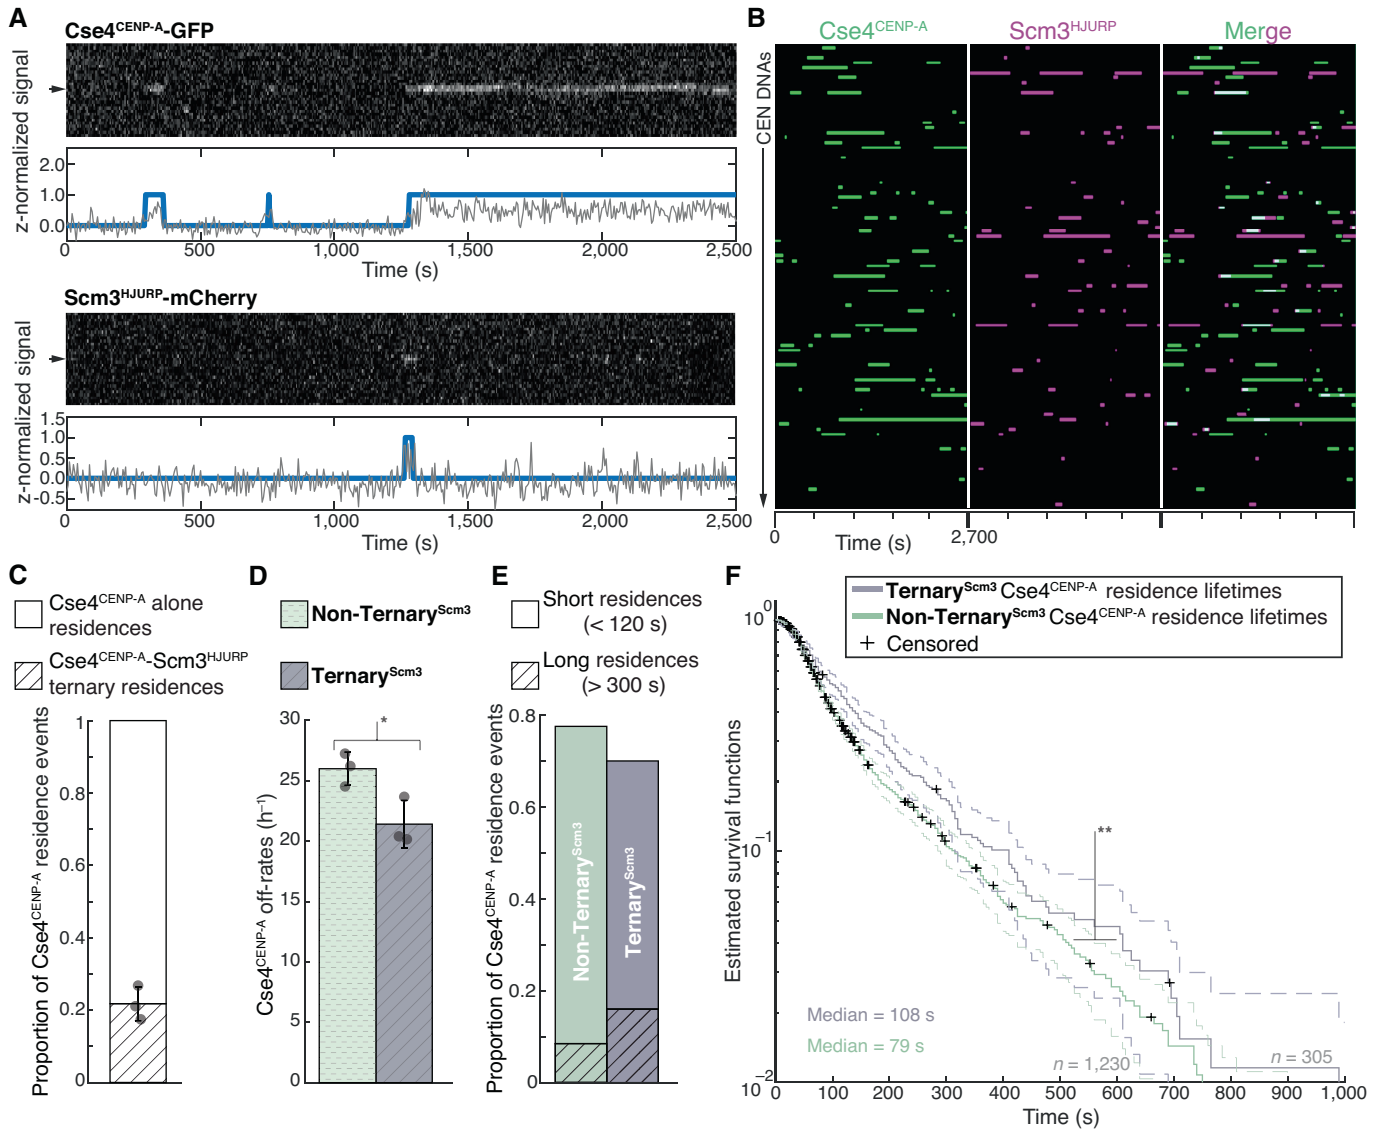 A
Cse4CENP-A-GFP
z-normalized signal
2.0
1.0
0.0
0 500 1,000 1,500 2,000 2,500
Time (s)
Scm3HJURP-mCherry
z-normalized signal
1.5
1.0
0.5
0.0
-0.5
0 500 1,000 1,500 2,000 2,500
Time (s)
B
Cse4CENP-A Scm3HJURP Merge
CEN DNAs
0 2,700
Time (s)
C
Cse4CENP-A alone
residences
Cse4CENP-A-Scm3HJURP
ternary residences
Proportion of Cse4CENP-A residence events
1
0.8
0.6
0.4
0.2
0
D
Non-TernaryScm3
TernaryScm3
Cse4CENP-A off-rates (h−1)
30
25
20
15
10
5
0
*
E
Short residences
(< 120 s)
Long residences
(> 300 s)
Proportion of Cse4CENP-A residence events
0.8
0.6
0.4
0.2
0
Non-TernaryScm3
TernaryScm3
F
TernaryScm3 Cse4CENP-A residence lifetimes
Non-TernaryScm3 Cse4CENP-A residence lifetimes
+ Censored
Estimated survival functions
10 0
10 −1
10 −2
**
Median = 108 s
Median = 79 s
n = 1,230
n = 305
0 100 200 300 400 500 600 700 800 900 1,000
Time (s)